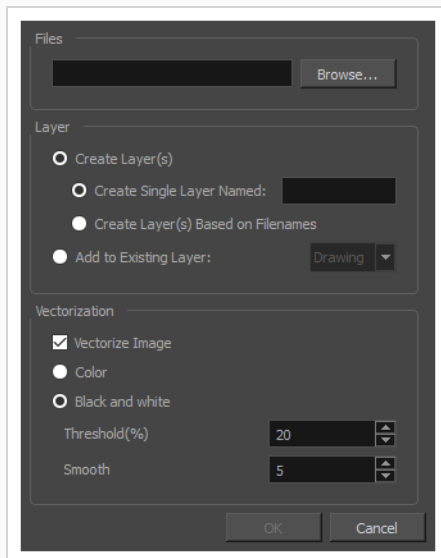 Files
Browse...
Layer
Create Layer(s)
Create Single Layer Named:
Create Layer(s) Based on Filenames
Add to Existing Layer: Drawing
Vectorization
Vectorize Image
Color
Black and white
Threshold(%) 20
Smooth 5
OK Cancel